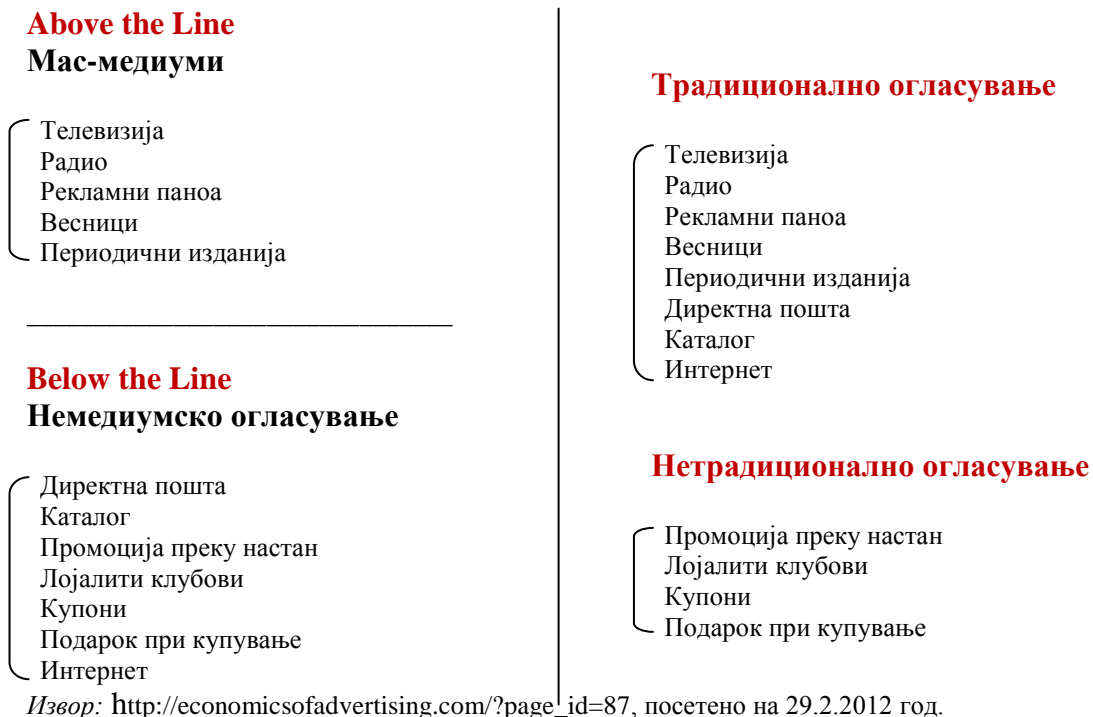 Above the Line
Мас-медиуми
Телевизија
Радио
Рекламни паноа
Весници
Периодични изданија
________________________________
Below the Line
Немедиумско огласување
Директна пошта
Каталог
Промоција преку настан
Лојалити клубови
Купони
Подарок при купување
Интернет
Традиционално огласување
Телевизија
Радио
Рекламни паноа
Весници
Периодични изданија
Директна пошта
Каталог
Интернет
Нетрадиционално огласување
Промоција преку настан
Лојалити клубови
Купони
Подарок при купување
Извор: http://economicsofadvertising.com/?page_id=87, посетено на 29.2.2012 год.